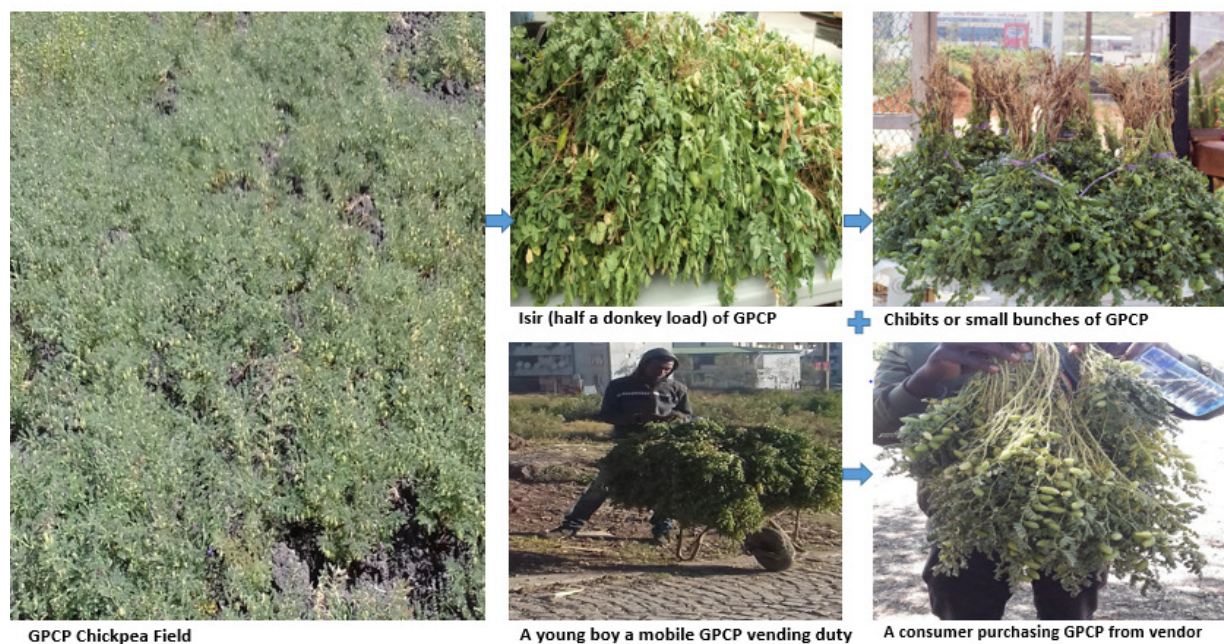 Isir (half a donkey load) of GPCP
Chibits or small bunches of GPCP
GPCP Chickpea Field
A young boy a mobile GPCP vending duty
A consumer purchasing GPCP from vendor